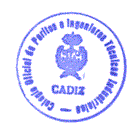 Colegio Oficial de Peritos e Ingenieros Técnicos Industriales
CADIZ